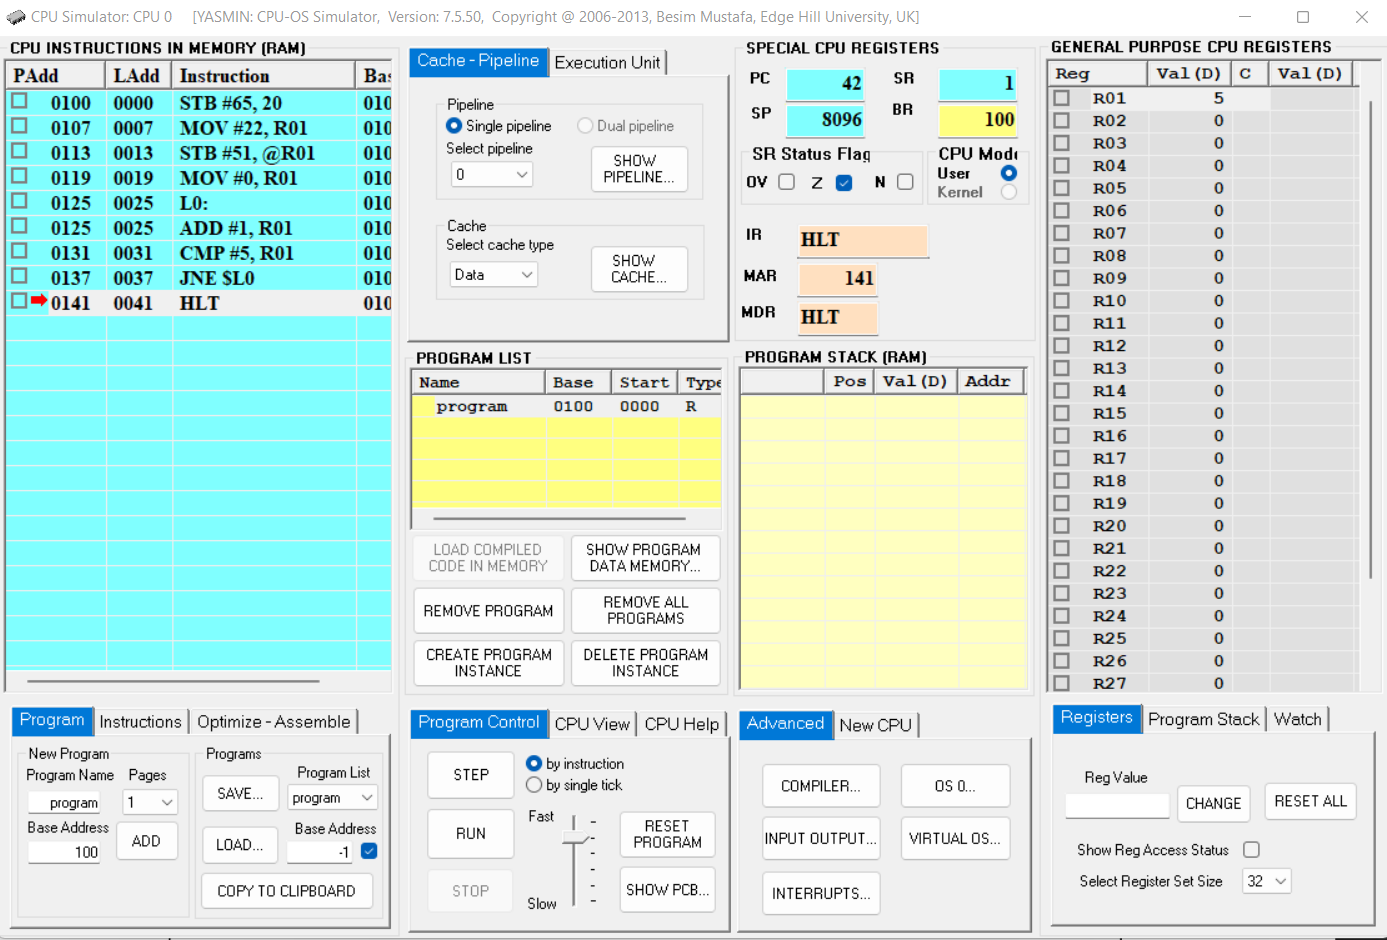 CPU Simulator: CPU 0 [YASMIN: CPU-OS Simulator, Version: 7.5.50, Copyright @ 2006-2013, Besim Mustafa, Edge Hill University, UK]
CPU INSTRUCTIONS IN MEMORY (RAM)
PAdd LAdd Instruction Bas
0100 0000 STB #65, 20 010
0107 0007 MOV #22, R01 010
0113 0013 STB #51, @R01 010
0119 0019 MOV #0, R01 010
0125 0025 L0: 010
0125 0025 ADD #1, R01 010
0131 0031 CMP #5, R01 010
0137 0037 JNE $L0 010
0141 0041 HLT 010
Program Instructions Optimize - Assemble
New Program
Program Name Pages
program 1
Base Address
100 ADD
Programs
SAVE...
Program List
program
LOAD...
Base Address
-1
COPY TO CLIPBOARD
Cache - Pipeline Execution Unit
Pipeline
Single pipeline Dual pipeline
Select pipeline
0
SHOW
PIPELINE...
Cache
Select cache type
Data
SHOW
CACHE...
PROGRAM LIST
Name Base Start Type
program 0100 0000 R
LOAD COMPILED
CODE IN MEMORY
SHOW PROGRAM
DATA MEMORY...
REMOVE PROGRAM
REMOVE ALL
PROGRAMS
CREATE PROGRAM
INSTANCE
DELETE PROGRAM
INSTANCE
Program Control CPU View CPU Help
STEP
by instruction
by single tick
RUN
Fast
RESET
PROGRAM
STOP
Slow
SHOW PCB...
SPECIAL CPU REGISTERS
PC 42 SR 1
SP 8096 BR 100
SR Status Flag
OV Z N
CPU Mode
User
Kernel
IR HLT
MAR 141
MDR HLT
PROGRAM STACK (RAM)
Pos Val(D) Addr
Advanced New CPU
COMPILER... OS 0...
INPUT OUTPUT... VIRTUAL OS...
INTERRUPTS...
GENERAL PURPOSE CPU REGISTERS
Reg Val(D) C Val(D)
R01 5
R02 0
R03 0
R04 0
R05 0
R06 0
R07 0
R08 0
R09 0
R10 0
R11 0
R12 0
R13 0
R14 0
R15 0
R16 0
R17 0
R18 0
R19 0
R20 0
R21 0
R22 0
R23 0
R24 0
R25 0
R26 0
R27 0
Registers Program Stack Watch
Reg Value
CHANGE RESET ALL
Show Reg Access Status
Select Register Set Size 32